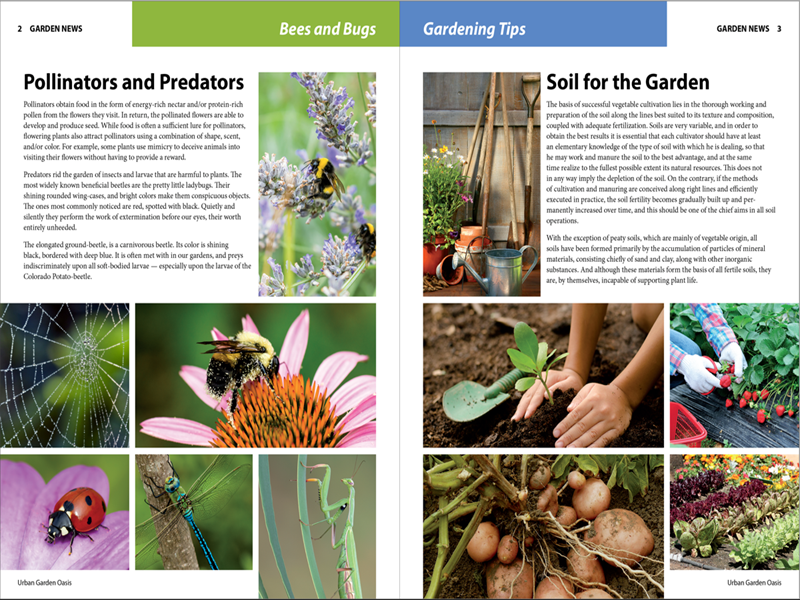 2 GARDEN NEWS
Bees and Bugs
Pollinators and Predators
Pollinators obtain food in the form of energy-rich nectar and/or protein-rich
pollen from the flowers they visit. In return, the pollinated flowers are able to
develop and produce seed. While food is often a sufficient lure for pollinators,
flowering plants also attract pollinators using a combination of shape, scent,
and/or color. For example, some plants use mimicry to deceive animals into
visiting their flowers without having to provide a reward.
Predators rid the garden of insects and larvae that are harmful to plants. The
most widely known beneficial beetles are the pretty little ladybugs. Their
shining rounded wing-cases, and bright colors make them conspicuous objects.
The ones most commonly noticed are red, spotted with black. Quietly and
silently they perform the work of extermination before our eyes, their worth
entirely unheeded.
The elongated ground-beetle, is a carnivorous beetle. Its color is shining
black, bordered with deep blue. It is often met with in our gardens, and preys
indiscriminately upon all soft-bodied larvae — especially upon the larvae of the
Colorado Potato-beetle.
Urban Garden Oasis
Gardening Tips
GARDEN NEWS 3
Soil for the Garden
The basis of successful vegetable cultivation lies in the thorough working and
preparation of the soil along the lines best suited to its texture and composition,
coupled with adequate fertilization. Soils are very variable, and in order to
obtain the best results it is essential that each cultivator should have at least
an elementary knowledge of the type of soil with which he is dealing, so that
he may work and manure the soil to the best advantage, and at the same
time realize to the fullest possible extent its natural resources. This does not
in any way imply the depletion of the soil. On the contrary, if the methods
of cultivation and manuring are conceived along right lines and efficiently
executed in practice, the soil fertility becomes gradually built up and per-
manently increased over time, and this should be one of the chief aims in all soil
operations.
With the exception of peaty soils, which are mainly of vegetable origin, all
soils have been formed primarily by the accumulation of particles of mineral
materials, consisting chiefly of sand and clay, along with other inorganic
substances. And although these materials form the basis of all fertile soils, they
are, by themselves, incapable of supporting plant life.
Urban Garden Oasis